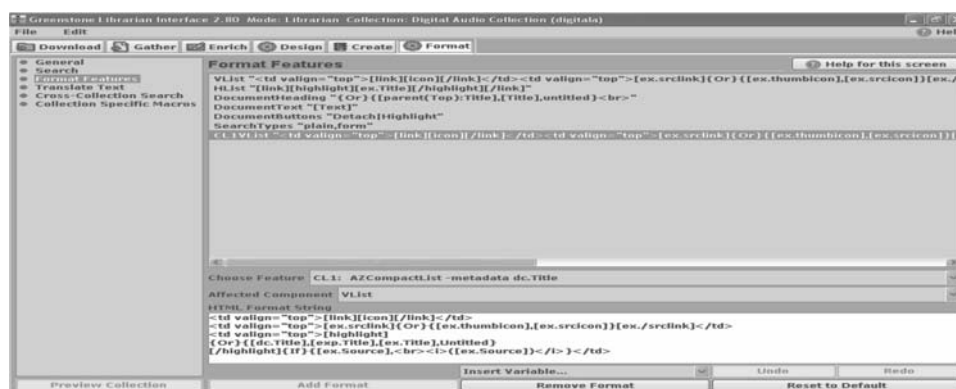 Greenstone Librarian Interface 2.80 Mode: Librarian Collection: Digital Audio Collection (digitala)
File Edit Help
Download Gather Enrich Design Create Format
General
Search
Format Features
Translate Text
Cross-Collection Search
Collection Specific Macros
Format Features Help for this screen
VList "<td valign="top">[link][icon][/link]</td><td valign="top">[ex.srclink]{Or}{[ex.thumbicon],[ex.srcicon]}[ex./
HList "[link][highlight][ex.Title][/highlight][/link]"
DocumentHeading "{Or}{[parent(Top):Title],[Title],untitled}<br>"
DocumentText "[Text]"
DocumentButtons "Detach|Highlight"
SearchTypes "plain,form"
CL1VList "<td valign="top">[link][icon][/link]</td><td valign="top">[ex.srclink]{Or}{[ex.thumbicon],[ex.srcicon]}[
Choose Feature CL1: AZCompactList -metadata dc.Title
Affected Component VList
HTML Format String
<td valign="top">[link][icon][/link]</td>
<td valign="top">[ex.srclink]{Or}{[ex.thumbicon],[ex.srcicon]}[ex./srclink]</td>
<td valign="top">[highlight]
{Or}{[dc.Title],[exp.Title],[ex.Title],Untitled}
[/highlight]{If}{[ex.Source],<br><i>([ex.Source])</i>}</td>
Insert Variable... Undo Redo
Preview Collection Add Format Remove Format Reset to Default